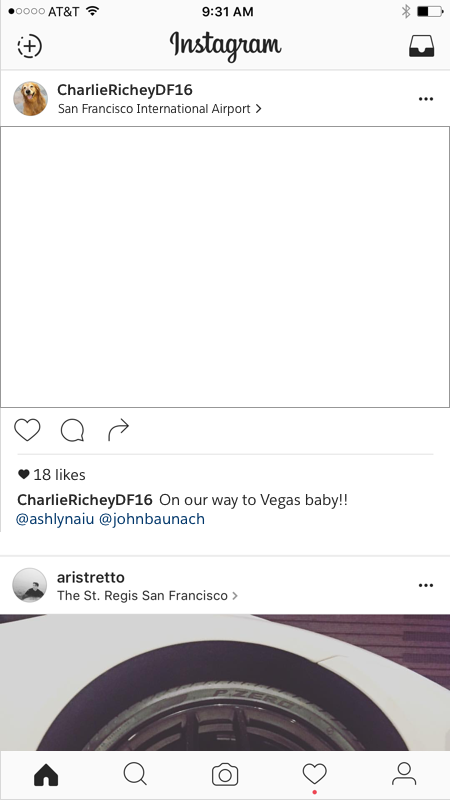 AT&T 9:31 AM
Instagram
CharlieRicheyDF16
San Francisco International Airport >
18 likes
CharlieRicheyDF16 On our way to Vegas baby!!
@ashlynaiu @johnbaunach
aristretto
The St. Regis San Francisco >
P ZERO